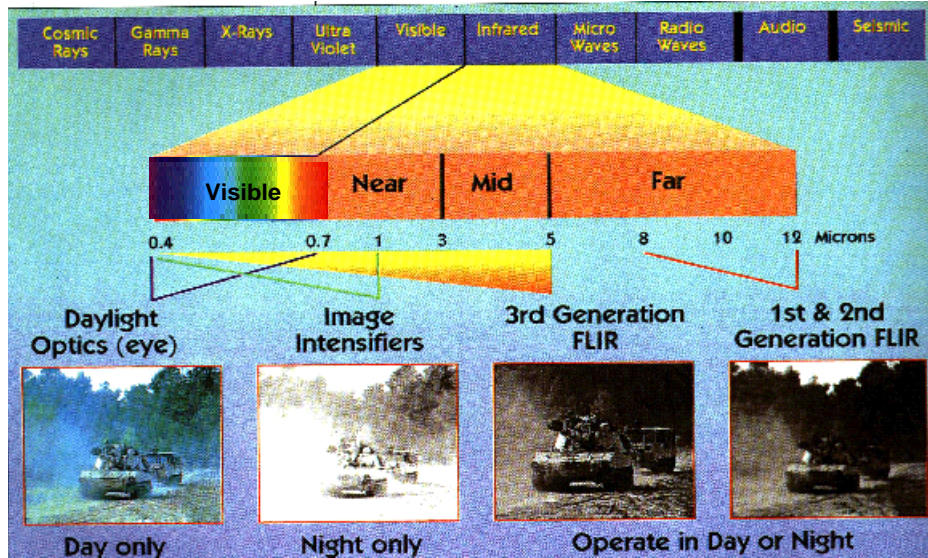 Cosmic Rays
Gamma Rays
X-Rays
Ultra Violet
Visible
Infrared
Micro Waves
Radio Waves
Audio
Seismic
Visible
Near
Mid
Far
0.4
0.7
1
3
5
8
10
12
Microns
Daylight
Optics (eye)
Image
Intensifiers
3rd Generation
FLIR
1st & 2nd
Generation FLIR
Day only
Night only
Operate in Day or Night